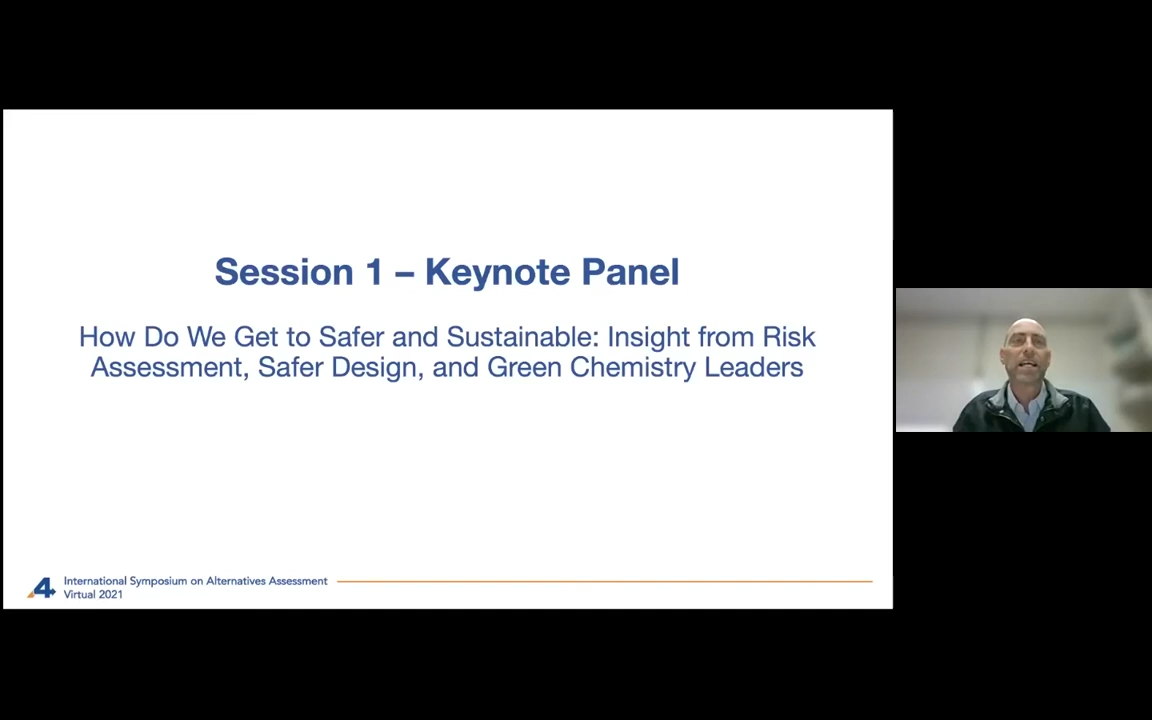 Session 1 – Keynote Panel
How Do We Get to Safer and Sustainable: Insight from Risk
Assessment, Safer Design, and Green Chemistry Leaders
A4
International Symposium on Alternatives Assessment
Virtual 2021